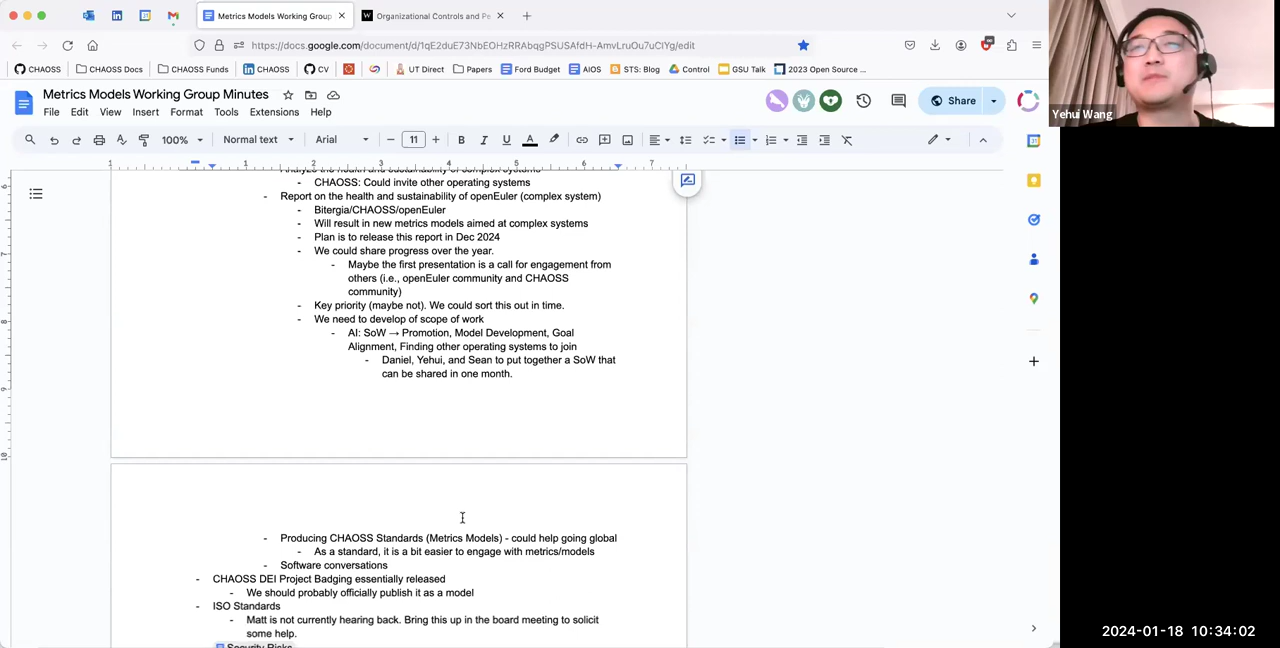 Metrics Models Working Group
Organizational Controls and Pe
https://docs.google.com/document/d/1qE2duE73NbEOHzRRAbqgPSUSAfdH-AmvLruOu7uClYg/edit
CHAOSS
CHAOSS Docs
CHAOSS Funds
CHAOSS
CV
UT Direct
Papers
Ford Budget
AIOS
STS: Blog
Control
GSU Talk
2023 Open Source ...
Metrics Models Working Group Minutes
File Edit View Insert Format Tools Extensions Help
Share
100% Normal text Arial 11
1 1 2 3 4 5 6 7
- CHAOSS: Could invite other operating systems
- Report on the health and sustainability of openEuler (complex system)
- Bitergia/CHAOSS/openEuler
- Will result in new metrics models aimed at complex systems
- Plan is to release this report in Dec 2024
- We could share progress over the year.
- Maybe the first presentation is a call for engagement from
others (i.e., openEuler community and CHAOSS
community)
- Key priority (maybe not). We could sort this out in time.
- We need to develop of scope of work
- AI: SoW → Promotion, Model Development, Goal
Alignment, Finding other operating systems to join
- Daniel, Yehui, and Sean to put together a SoW that
can be shared in one month.
- Producing CHAOSS Standards (Metrics Models) - could help going global
- As a standard, it is a bit easier to engage with metrics/models
- Software conversations
- CHAOSS DEI Project Badging essentially released
- We should probably officially publish it as a model
- ISO Standards
- Matt is not currently hearing back. Bring this up in the board meeting to solicit
some help.
Security Risks
Yehui Wang
2024-01-18 10:34:02